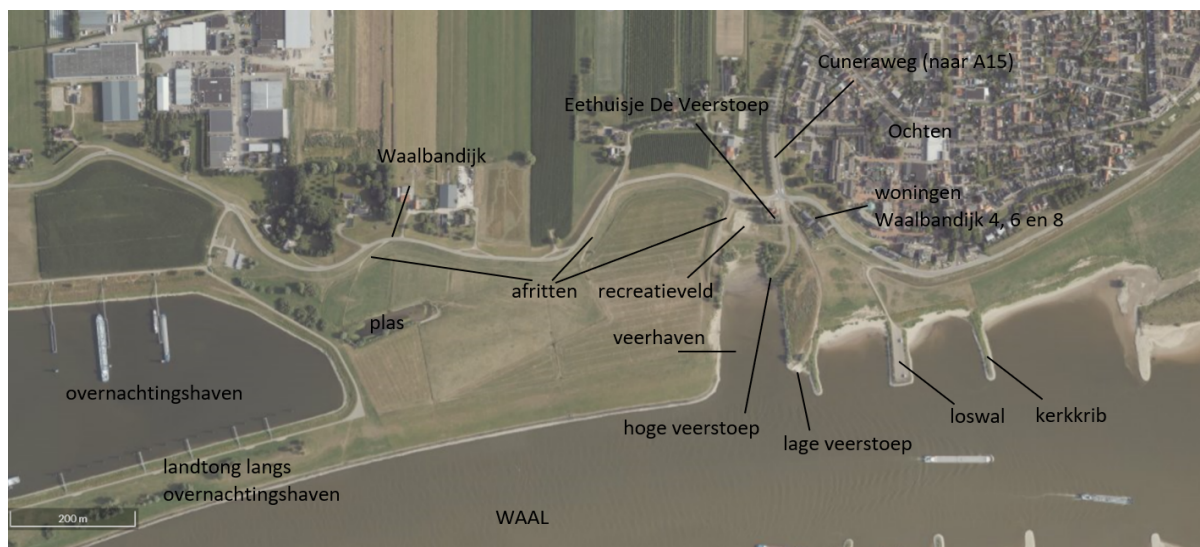 Cuneraweg (naar A15)
Eethuisje De Veerstoep
Ochten
Waalbandijk
woningen
Waalbandijk 4, 6 en 8
afritten
recreatieveld
plas
veerhaven
overnachtingshaven
loswal
kerkkrib
hoge veerstoep
lage veerstoep
landtong langs
overnachtingshaven
WAAL
200 m